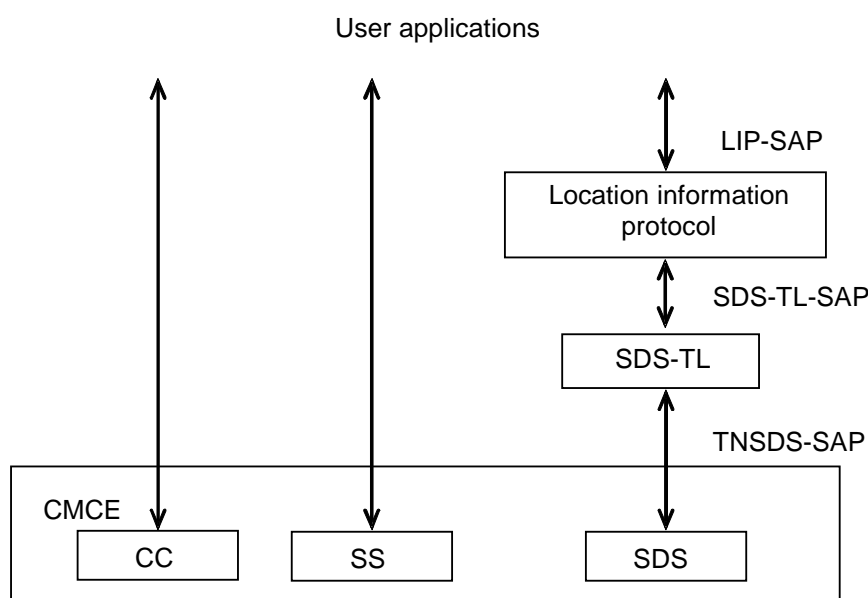 User applications
LIP-SAP
Location information
protocol
SDS-TL-SAP
SDS-TL
TNSDS-SAP
CMCE
CC
SS
SDS